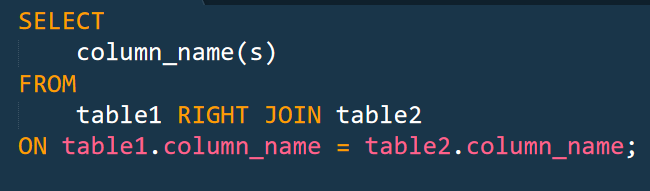 SELECT
column_name(s)
FROM
table1 RIGHT JOIN table2
ON table1.column_name = table2.column_name;